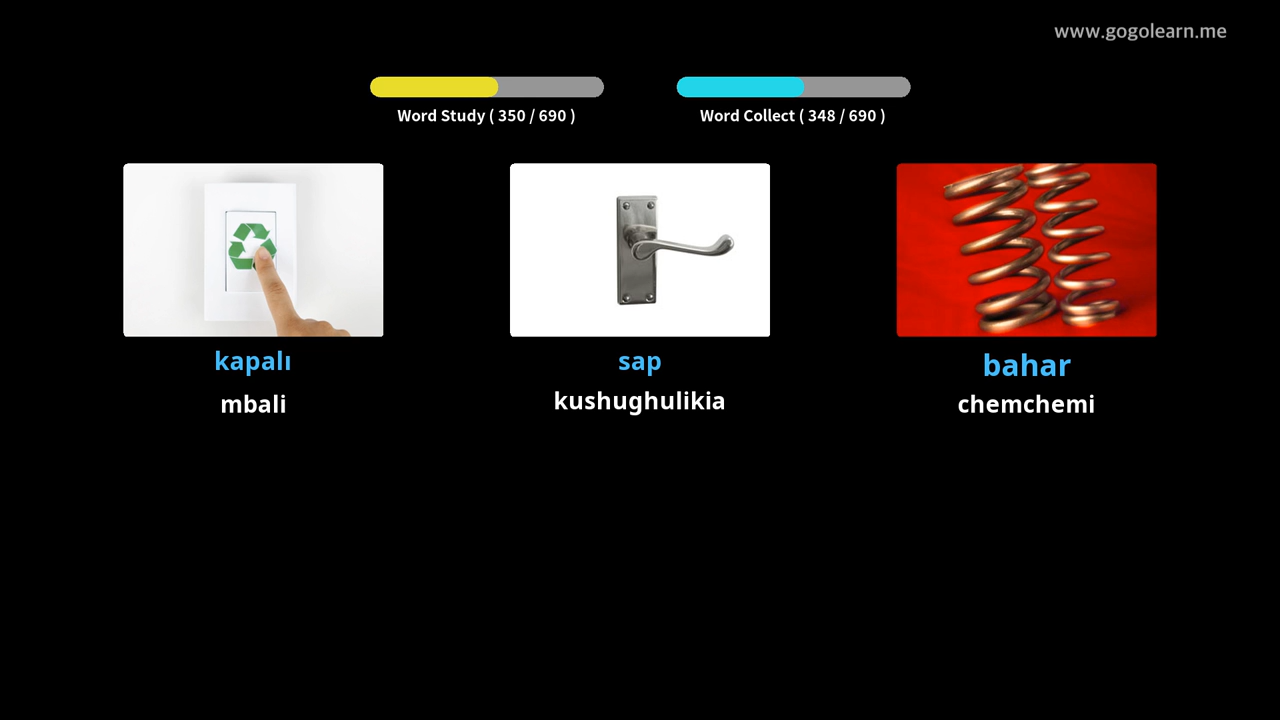 www.gogolearn.me
Word Study ( 350 / 690 )
Word Collect ( 348 / 690 )
kapalı
mbali
sap
kushughulikia
bahar
chemchemi